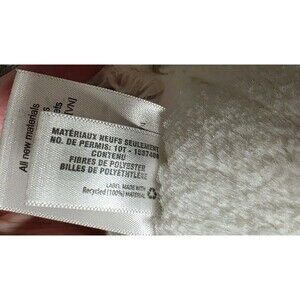 MATÉRIAUX NEUFS SEULEMENT
NO. DE PERMIS: 10T -
CONTENU
FIBRES DE POLYESTER
BILLES DE POLYÉTHYLÈNE
LABEL MADE WITH
Recycled (100%) MATERIAL
All new materials